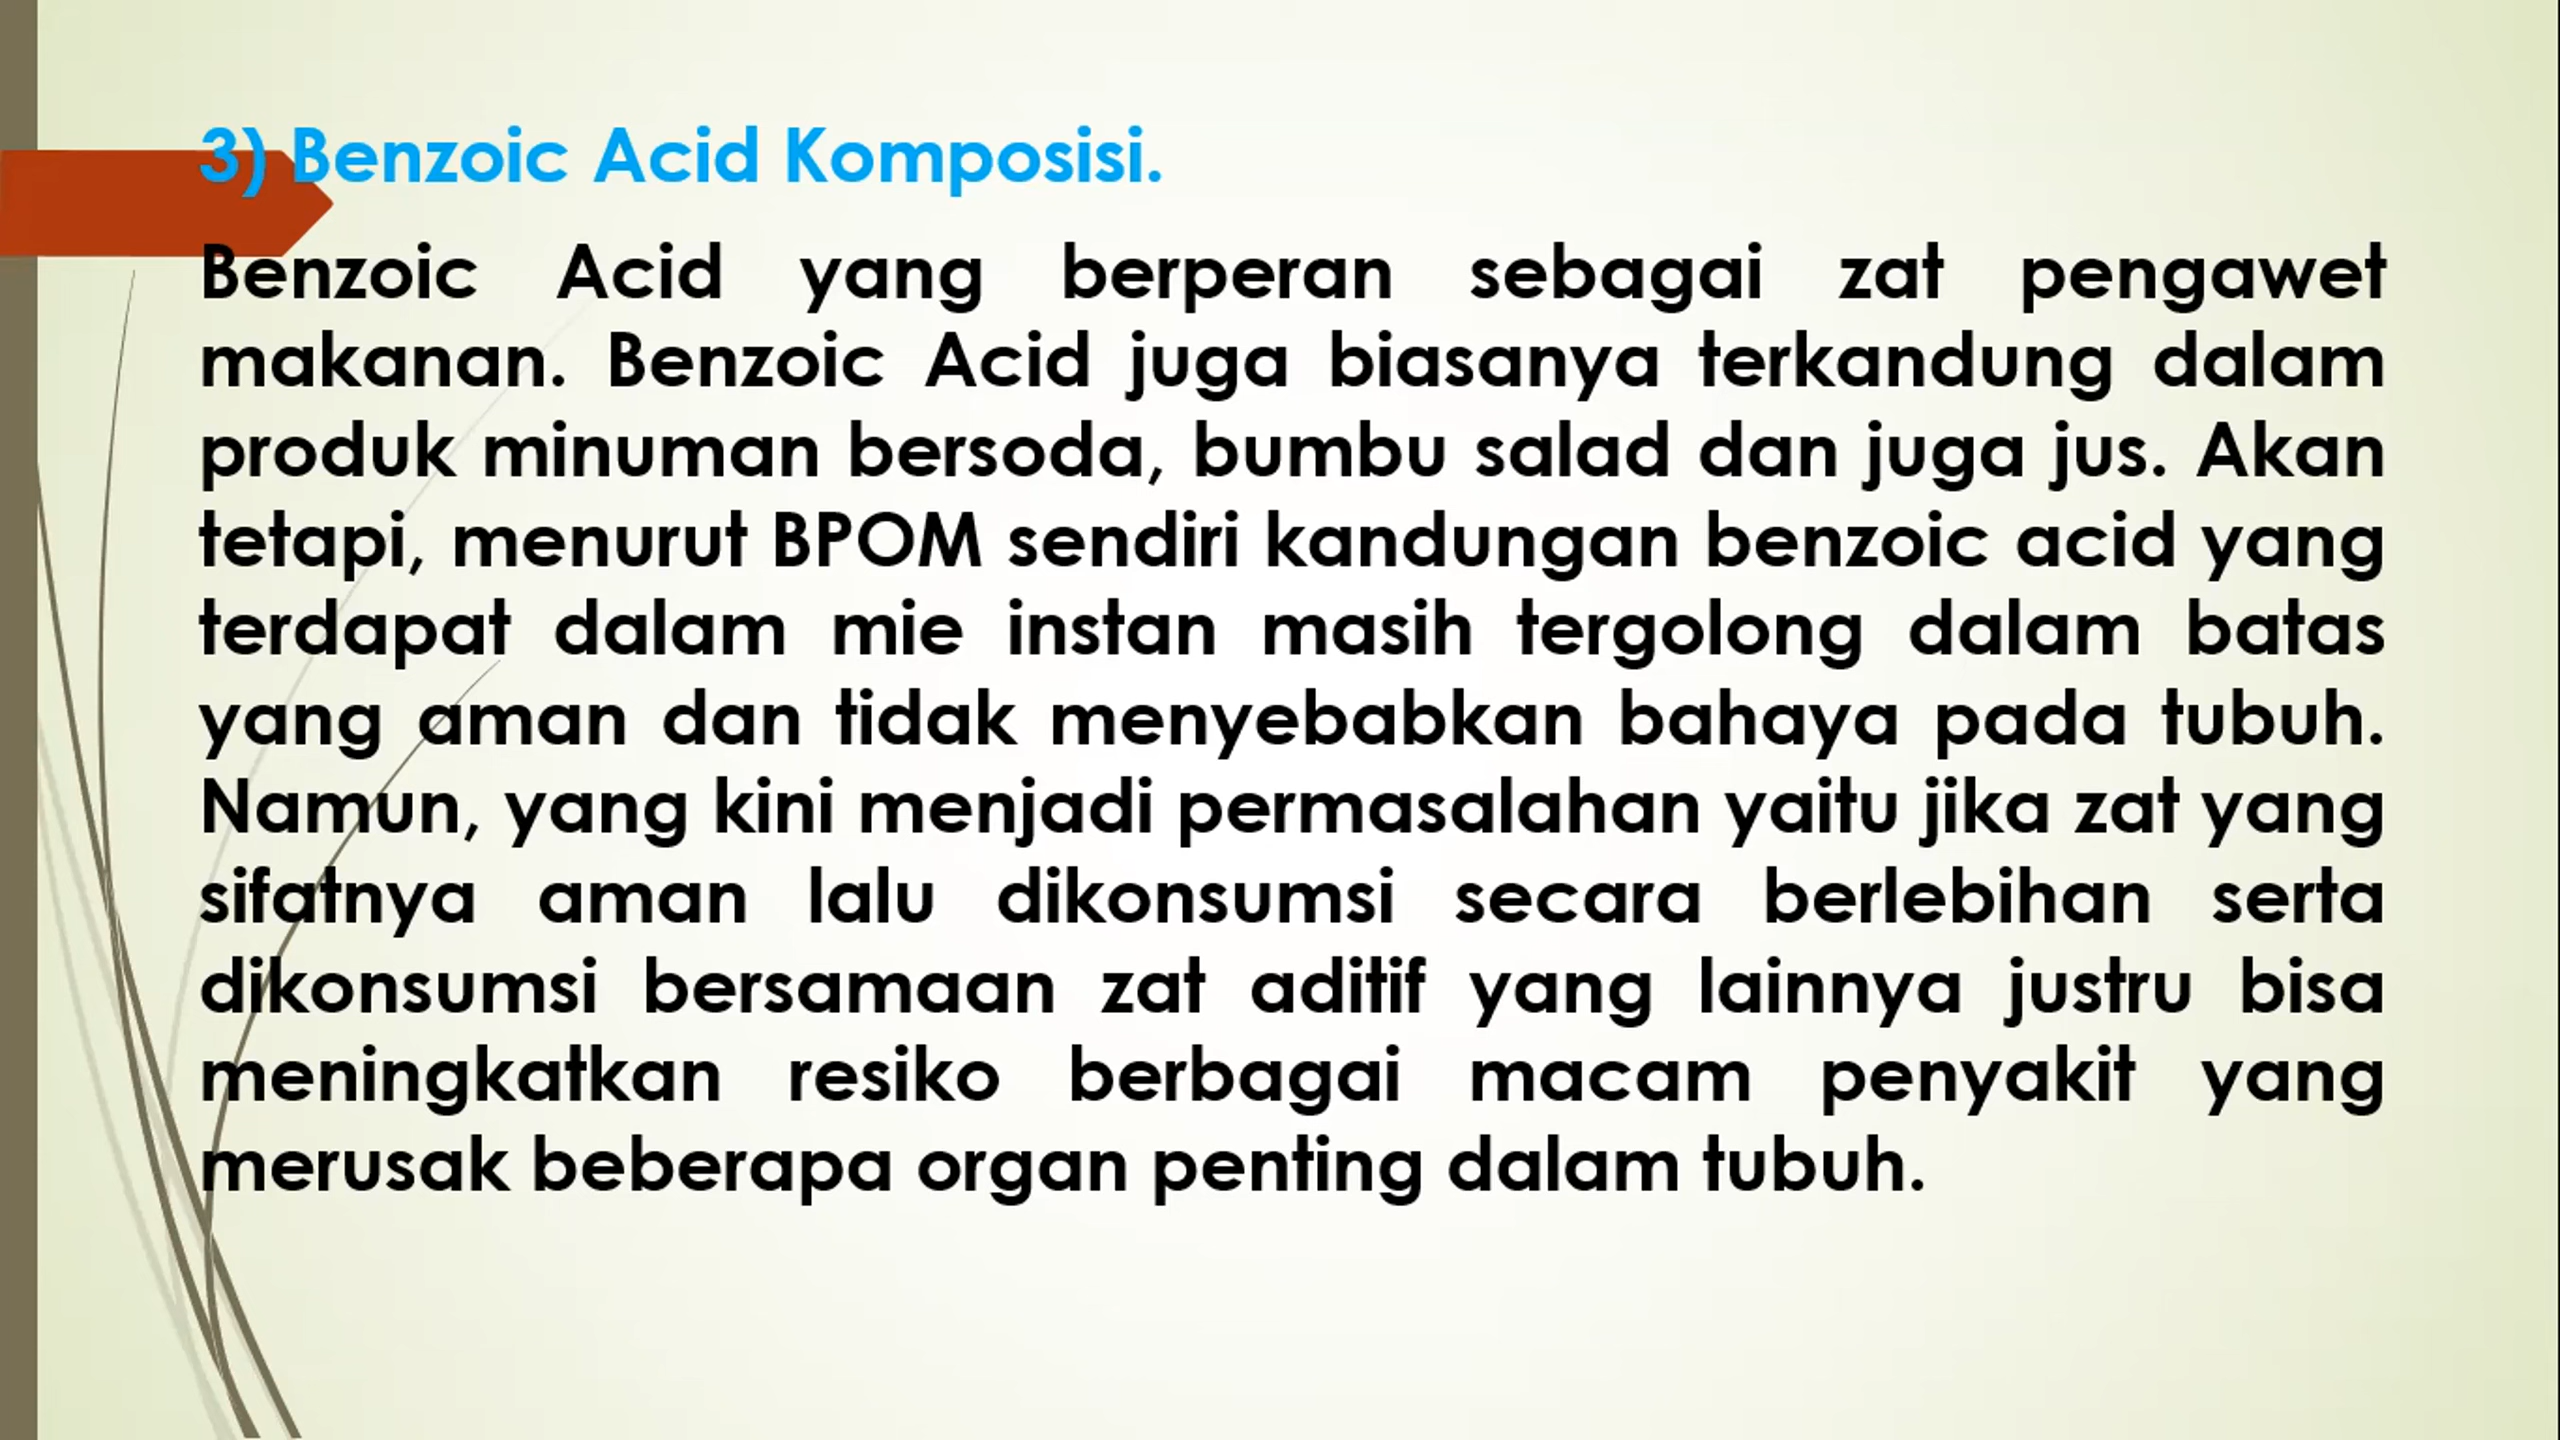 3) Benzoic Acid Komposisi.
Benzoic Acid yang berperan sebagai zat pengawet
makanan. Benzoic Acid juga biasanya terkandung dalam
produk minuman bersoda, bumbu salad dan juga jus. Akan
tetapi, menurut BPOM sendiri kandungan benzoic acid yang
terdapat dalam mie instan masih tergolong dalam batas
yang aman dan tidak menyebabkan bahaya pada tubuh.
Namun, yang kini menjadi permasalahan yaitu jika zat yang
sifatnya aman lalu dikonsumsi secara berlebihan serta
dikonsumsi bersamaan zat aditif yang lainnya justru bisa
meningkatkan resiko berbagai macam penyakit yang
merusak beberapa organ penting dalam tubuh.